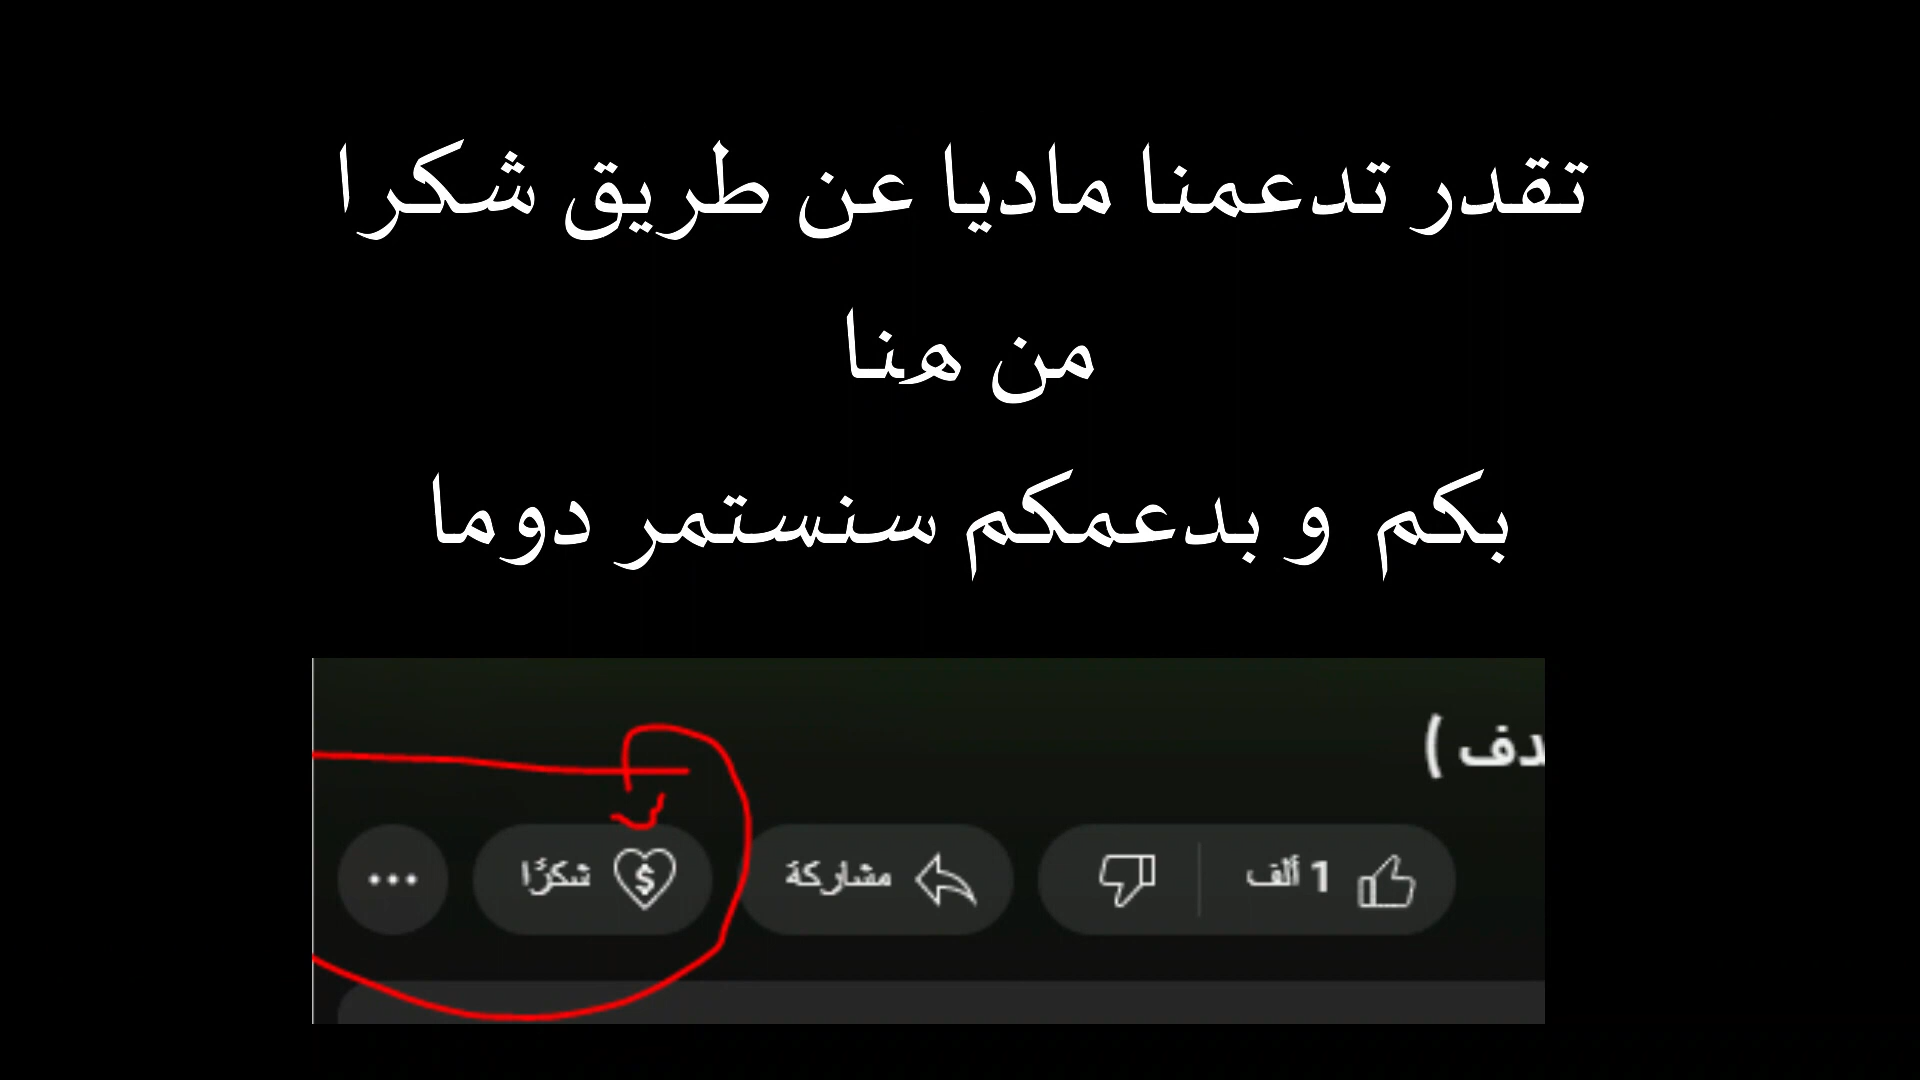 تقدر تدعمنا ماديا عن طريق شكرا
من هنا
بكم و بدعمكم سنستمر دوما
دف )
1 ألف
مشاركة
شكرًا